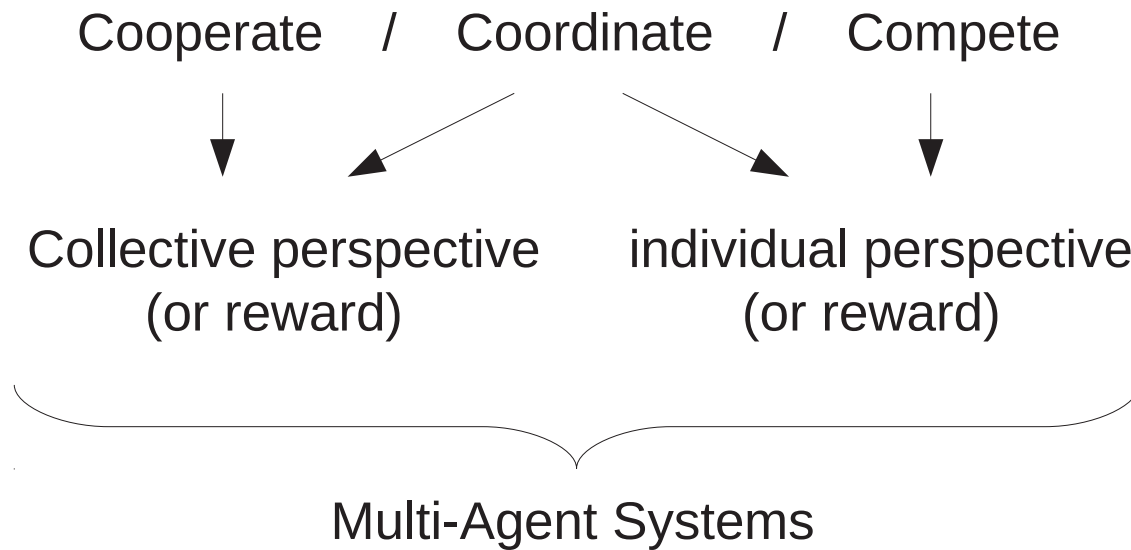 Cooperate / Coordinate / Compete
Collective perspective individual perspective
(or reward) (or reward)
Multi-Agent Systems